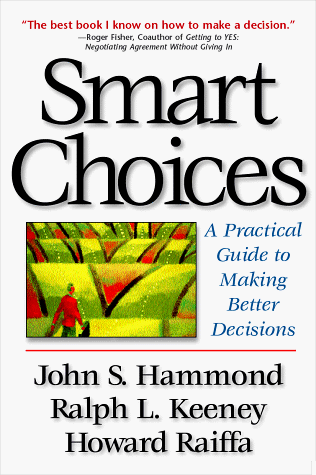 "The best book I know on how to make a decision."
—Roger Fisher, Coauthor of Getting to YES:
Negotiating Agreement Without Giving In
Smart
Choices
A Practical
Guide to
Making
Better
Decisions
John S. Hammond
Ralph L. Keeney
Howard Raiffa